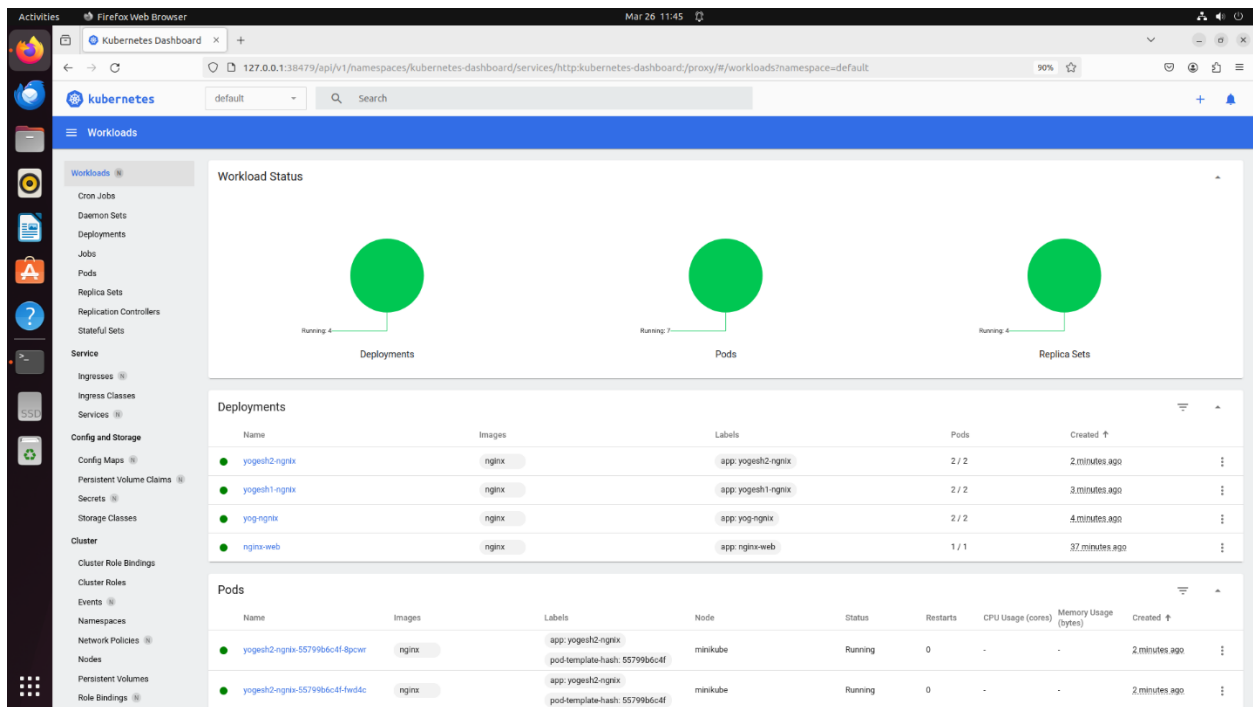 Activities Firefox Web Browser Mar 26 11:45
Kubernetes Dashboard × +
127.0.0.1:38479/api/v1/namespaces/kubernetes-dashboard/services/http:kubernetes-dashboard:/proxy/#/workloads?namespace=default 90%
kubernetes default Search
Workloads
Workloads N
Cron Jobs
Daemon Sets
Deployments
Jobs
Pods
Replica Sets
Replication Controllers
Stateful Sets
Service
Ingresses N
Ingress Classes
Services N
Config and Storage
Config Maps N
Persistent Volume Claims N
Secrets N
Storage Classes
Cluster
Cluster Role Bindings
Cluster Roles
Events N
Namespaces
Network Policies N
Nodes
Persistent Volumes
Role Bindings N
SSD
Workload Status
Running: 4 Running: 7 Running: 4
Deployments Pods Replica Sets
Deployments
Name Images Labels Pods Created
yogesh2-ngnix nginx app: yogesh2-ngnix 2 / 2 2 minutes ago
yogesh1-ngnix nginx app: yogesh1-ngnix 2 / 2 3 minutes ago
yog-ngnix nginx app: yog-ngnix 2 / 2 4 minutes ago
nginx-web nginx app: nginx-web 1 / 1 37 minutes ago
Pods
Name Images Labels Node Status Restarts CPU Usage (cores) Memory Usage (bytes) Created
yogesh2-ngnix-55799b6c4f-8pcwr nginx app: yogesh2-ngnix minikube Running 0 - - 2 minutes ago
pod-template-hash: 55799b6c4f
yogesh2-ngnix-55799b6c4f-fwd4c nginx app: yogesh2-ngnix minikube Running 0 - - 2 minutes ago
pod-template-hash: 55799b6c4f